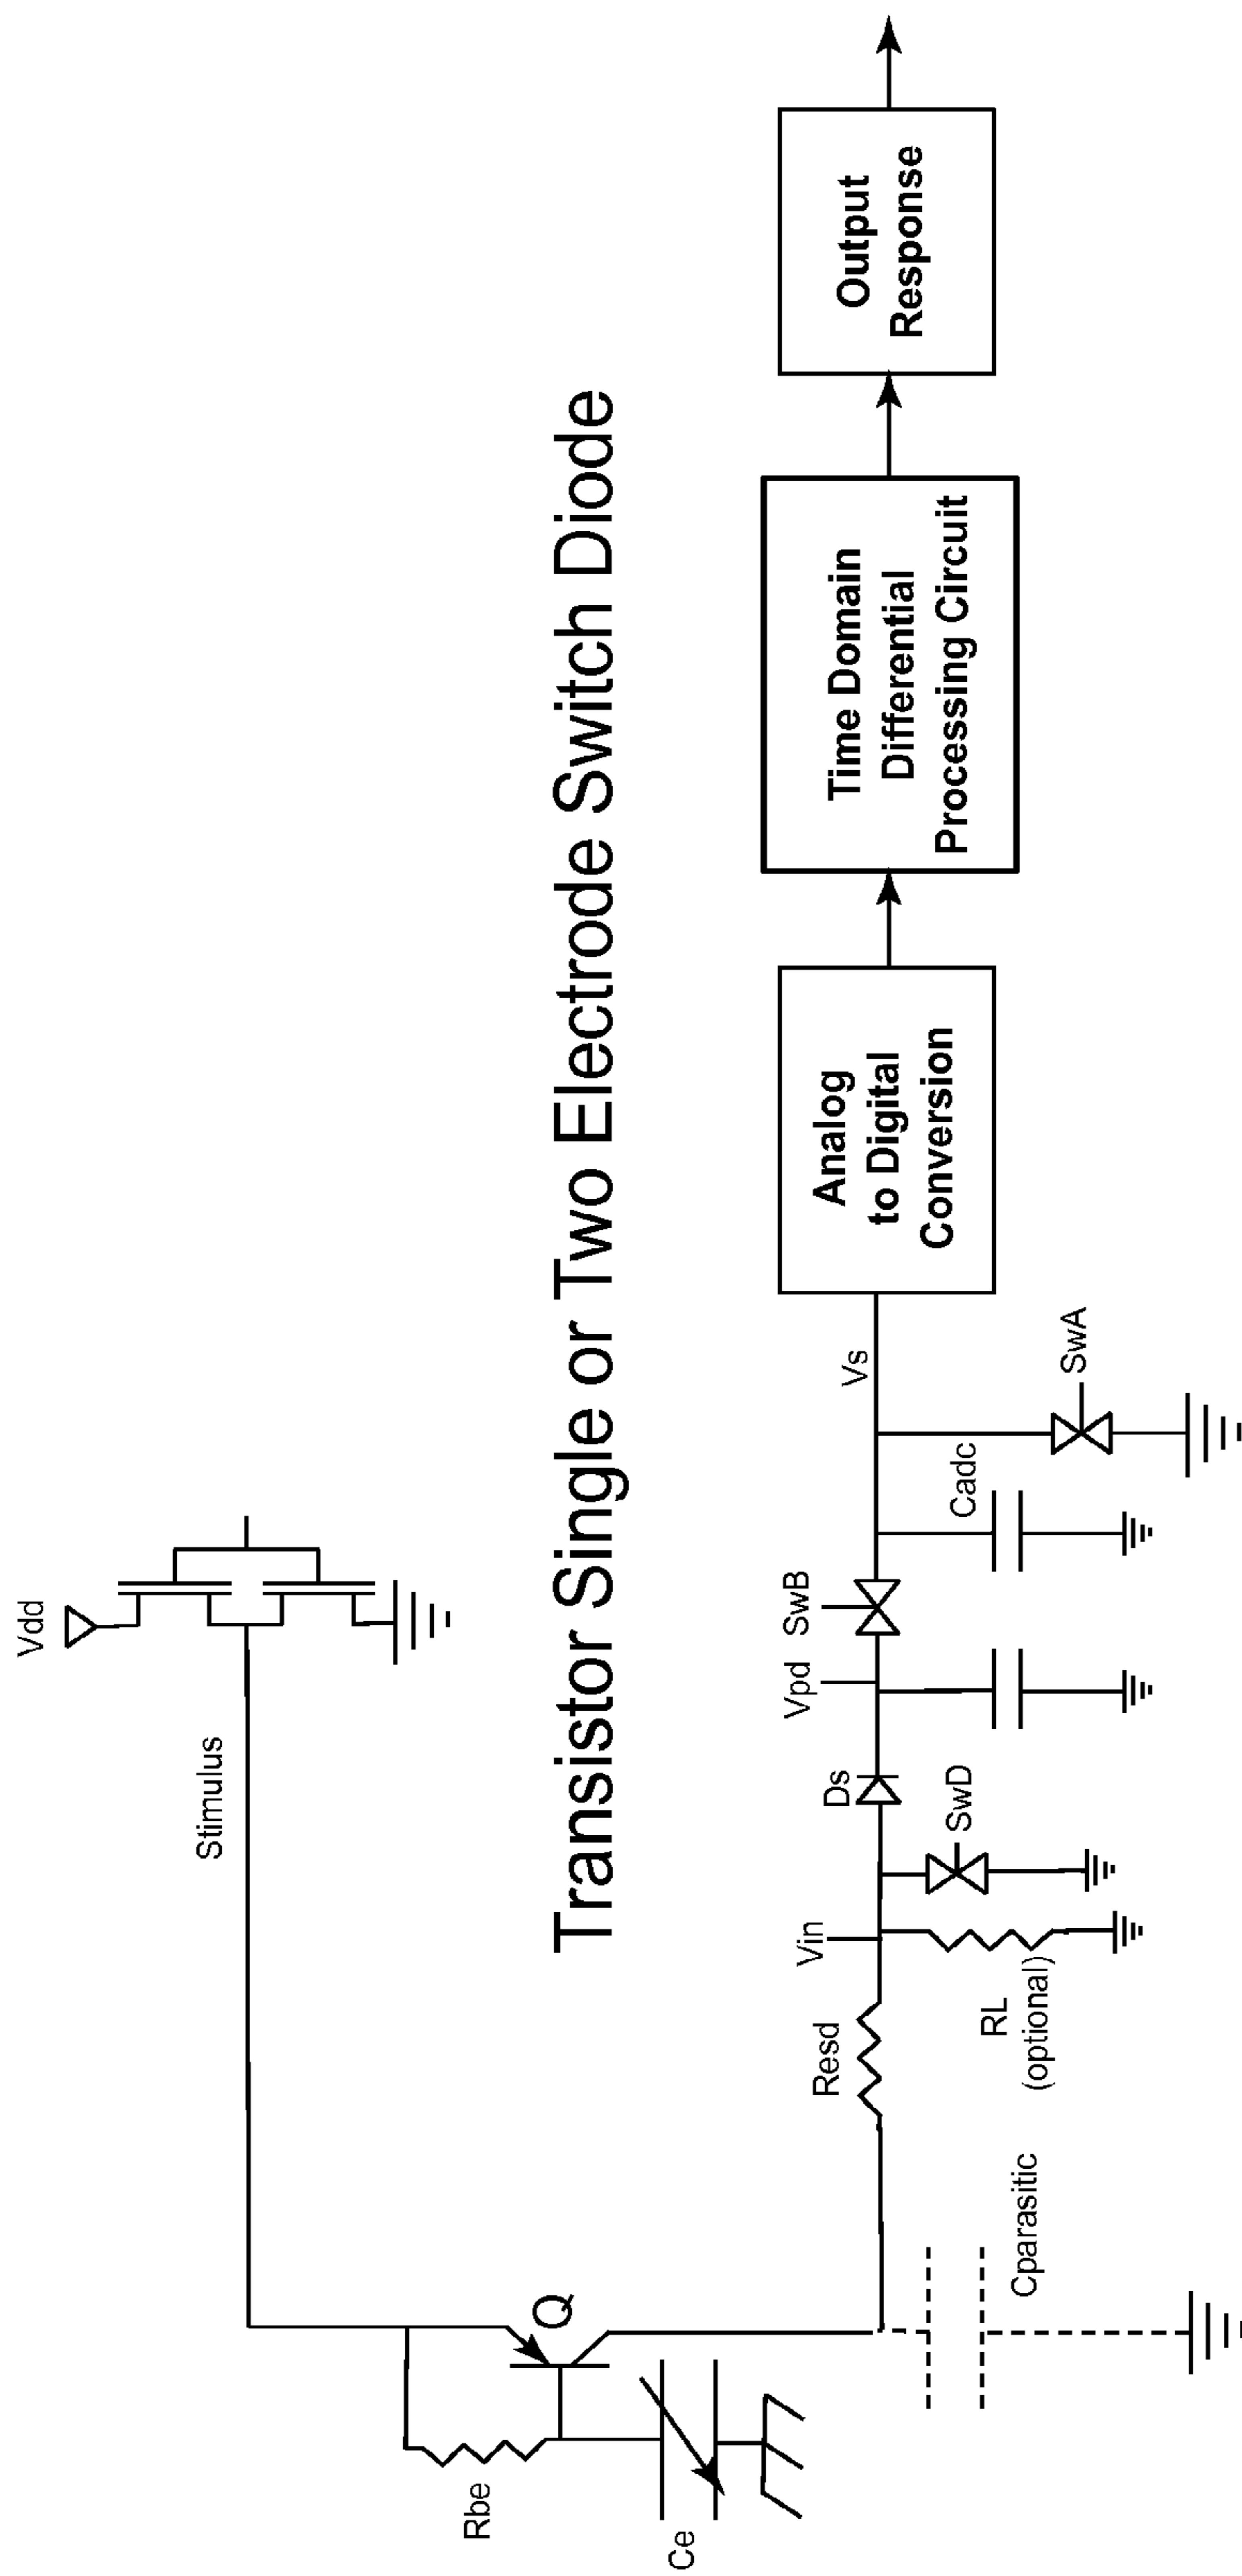 Vdd
Stimulus
Q
Rbe
Ce
Transistor Single or Two Electrode Switch Diode
Vin
Ds
Vpd
SwB
Vs
Resd
SwD
Cadc
SwA
RL
(optional)
Cparasitic
Analog
to Digital
Conversion
Time Domain
Differential
Processing Circuit
Output
Response